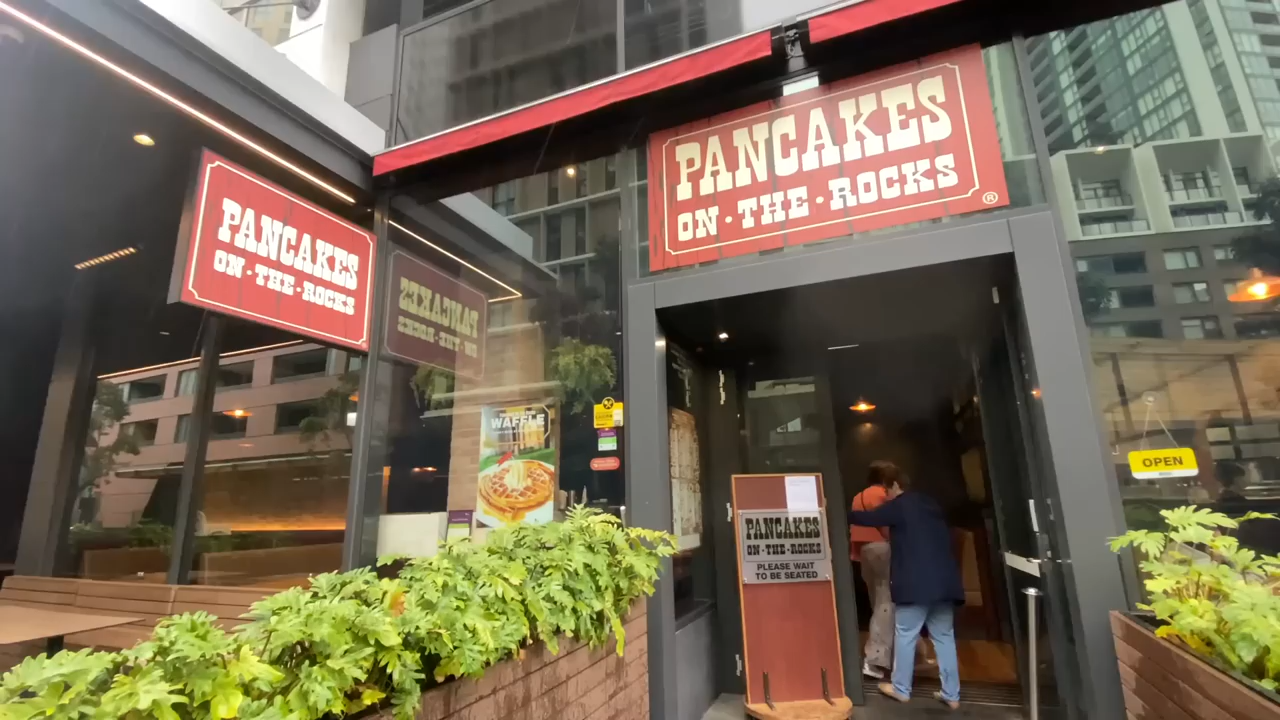 PANCAKES
ON·THE·ROCKS
PANCAKES
ON·THE·ROCKS
PANCAKES
ON·THE·ROCKS
®
WAFFLE
OPEN
PANCAKES
ON·THE·ROCKS
PLEASE WAIT
TO BE SEATED